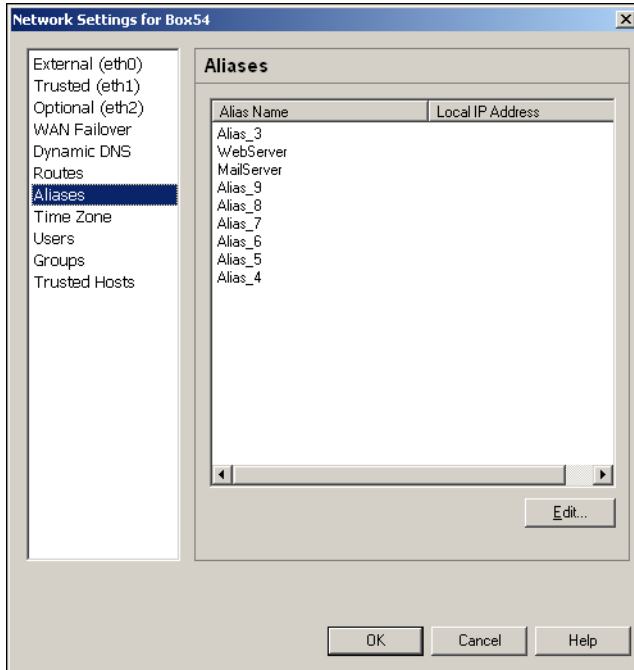 Network Settings for Box54
External (eth0)
Trusted (eth1)
Optional (eth2)
WAN Failover
Dynamic DNS
Routes
Aliases
Time Zone
Users
Groups
Trusted Hosts
Aliases
Alias Name Local IP Address
Alias_3
WebServer
MailServer
Alias_9
Alias_8
Alias_7
Alias_6
Alias_5
Alias_4
Edit...
OK Cancel Help